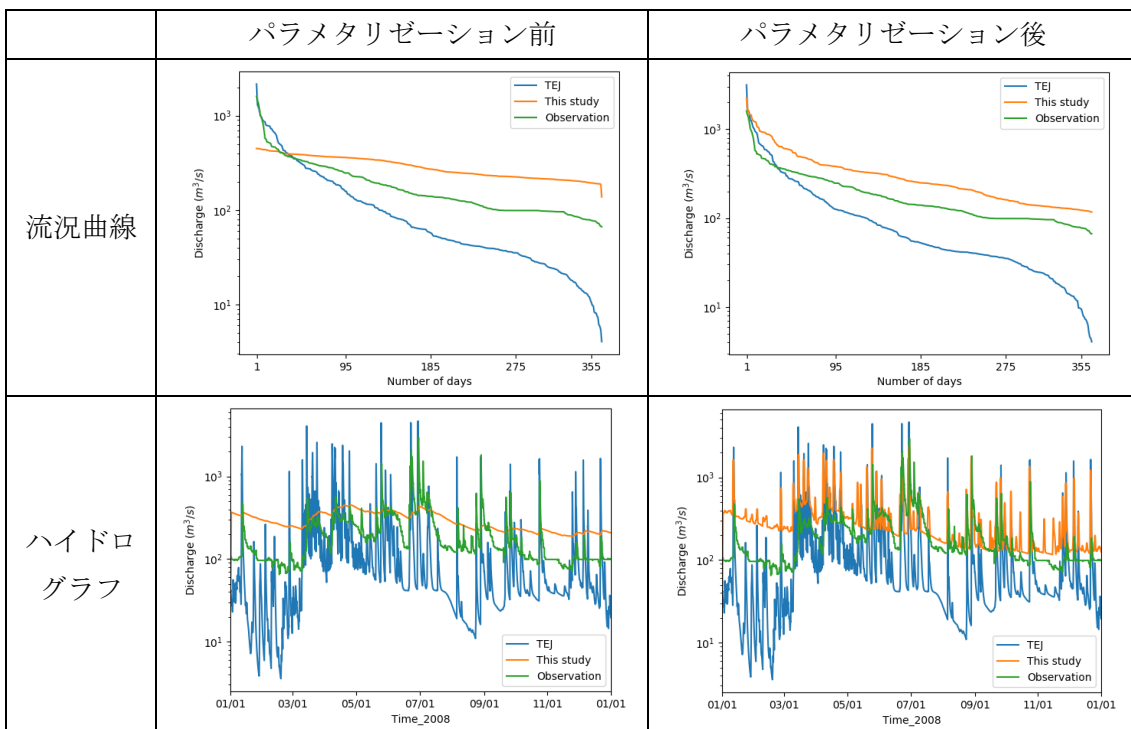 パラメタリゼーション前
パラメタリゼーション後
流況曲線
TEJ
This study
Observation
10³
10²
10¹
Discharge (m³/s)
1 95 185 275 355
Number of days
TEJ
This study
Observation
10³
10²
10¹
Discharge (m³/s)
1 95 185 275 355
Number of days
ハイドロ
グラフ
10³
10²
10¹
Discharge (m³/s)
TEJ
This study
Observation
01/01 03/01 05/01 07/01 09/01 11/01 01/01
Time_2008
10³
10²
10¹
Discharge (m³/s)
TEJ
This study
Observation
01/01 03/01 05/01 07/01 09/01 11/01 01/01
Time_2008